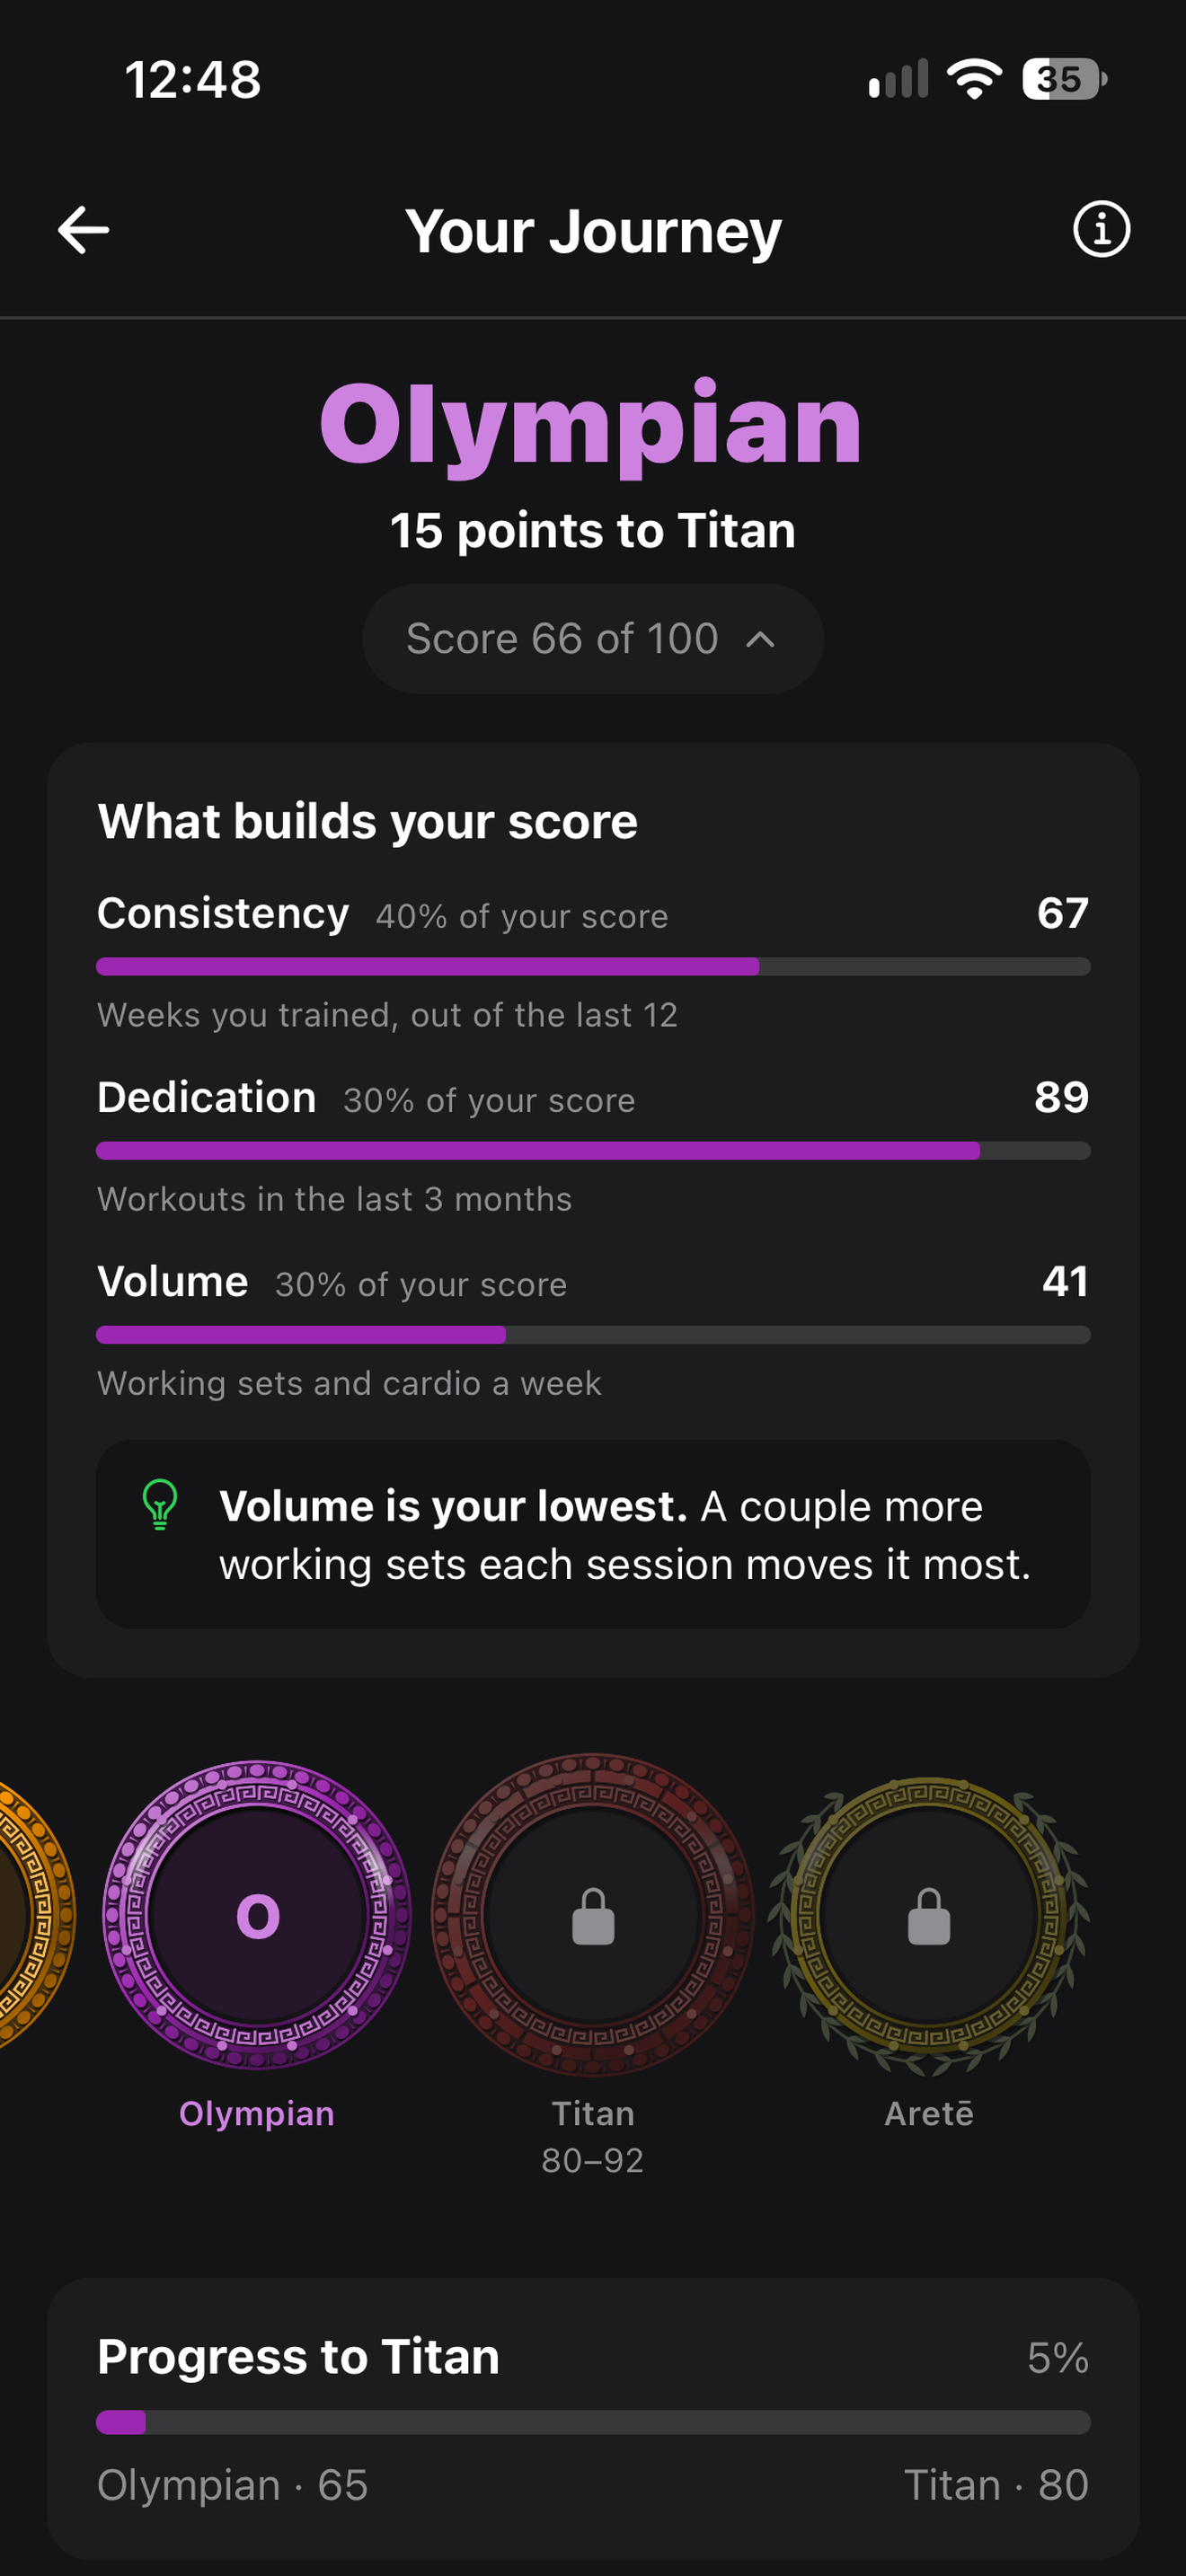 12:48
35
Your Journey
Olympian
15 points to Titan
Score 66 of 100
What builds your score
Consistency 40% of your score 67
Weeks you trained, out of the last 12
Dedication 30% of your score 89
Workouts in the last 3 months
Volume 30% of your score 41
Working sets and cardio a week
Volume is your lowest. A couple more
working sets each session moves it most.
O
Olympian Titan Aretē
80–92
Progress to Titan 5%
Olympian · 65 Titan · 80